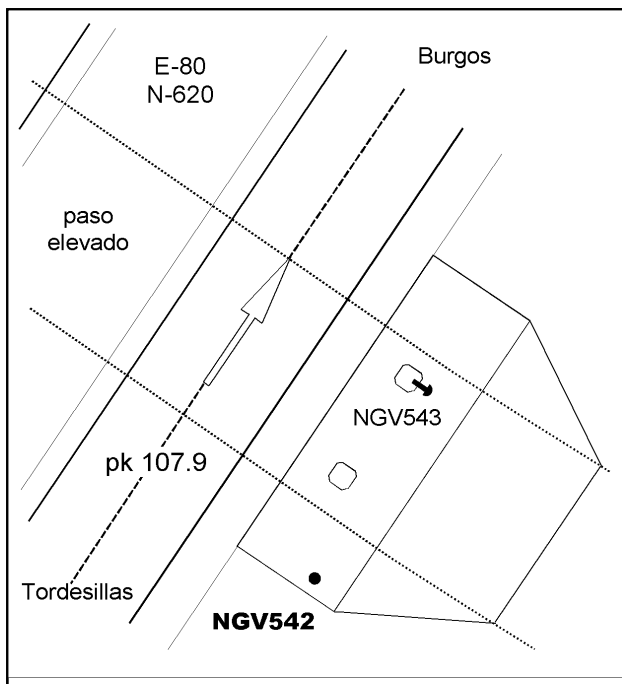 E-80
N-620
Burgos
paso
elevado
NGV543
pk 107.9
Tordesillas
NGV542